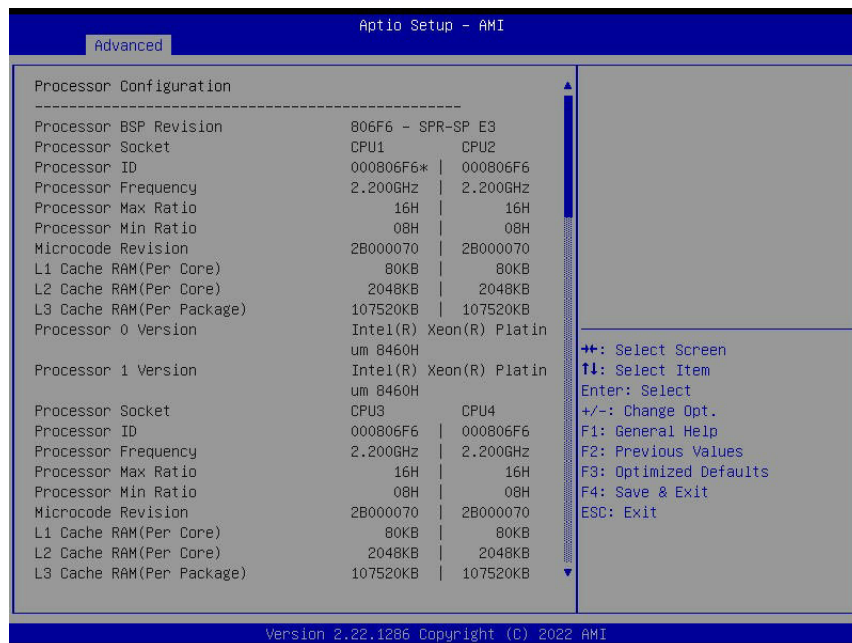 Aptio Setup – AMI
Advanced
Processor Configuration
--------------------------------------------------
Processor BSP Revision 806F6 - SPR-SP E3
Processor Socket CPU1 CPU2
Processor ID 000806F6* | 000806F6
Processor Frequency 2.200GHz | 2.200GHz
Processor Max Ratio 16H | 16H
Processor Min Ratio 08H | 08H
Microcode Revision 2B000070 | 2B000070
L1 Cache RAM(Per Core) 80KB | 80KB
L2 Cache RAM(Per Core) 2048KB | 2048KB
L3 Cache RAM(Per Package) 107520KB | 107520KB
Processor 0 Version Intel(R) Xeon(R) Platin
um 8460H
Processor 1 Version Intel(R) Xeon(R) Platin
um 8460H
Processor Socket CPU3 CPU4
Processor ID 000806F6 | 000806F6
Processor Frequency 2.200GHz | 2.200GHz
Processor Max Ratio 16H | 16H
Processor Min Ratio 08H | 08H
Microcode Revision 2B000070 | 2B000070
L1 Cache RAM(Per Core) 80KB | 80KB
L2 Cache RAM(Per Core) 2048KB | 2048KB
L3 Cache RAM(Per Package) 107520KB | 107520KB
→←: Select Screen
↑↓: Select Item
Enter: Select
+/-: Change Opt.
F1: General Help
F2: Previous Values
F3: Optimized Defaults
F4: Save & Exit
ESC: Exit
Version 2.22.1286 Copyright (C) 2022 AMI